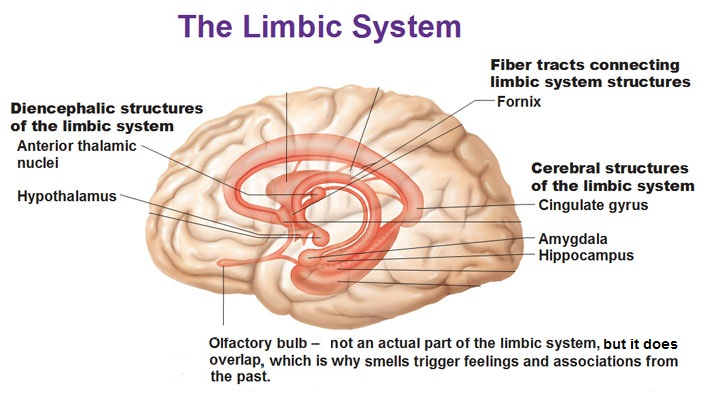 The Limbic System
Fiber tracts connecting
limbic system structures
Fornix
Diencephalic structures
of the limbic system
Anterior thalamic
nuclei
Hypothalamus
Cerebral structures
of the limbic system
Cingulate gyrus
Amygdala
Hippocampus
Olfactory bulb – not an actual part of the limbic system, but it does
overlap, which is why smells trigger feelings and associations from
the past.